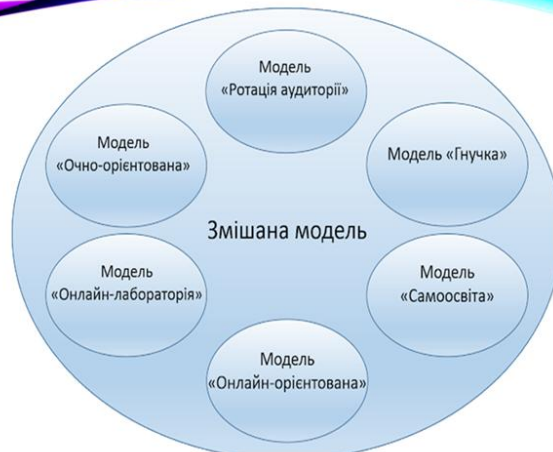 Модель
«Ротація аудиторії»
Модель
«Очно-орієнтована»
Модель «Гнучка»
Змішана модель
Модель
«Онлайн-лабораторія»
Модель
«Самоосвіта»
Модель
«Онлайн-орієнтована»